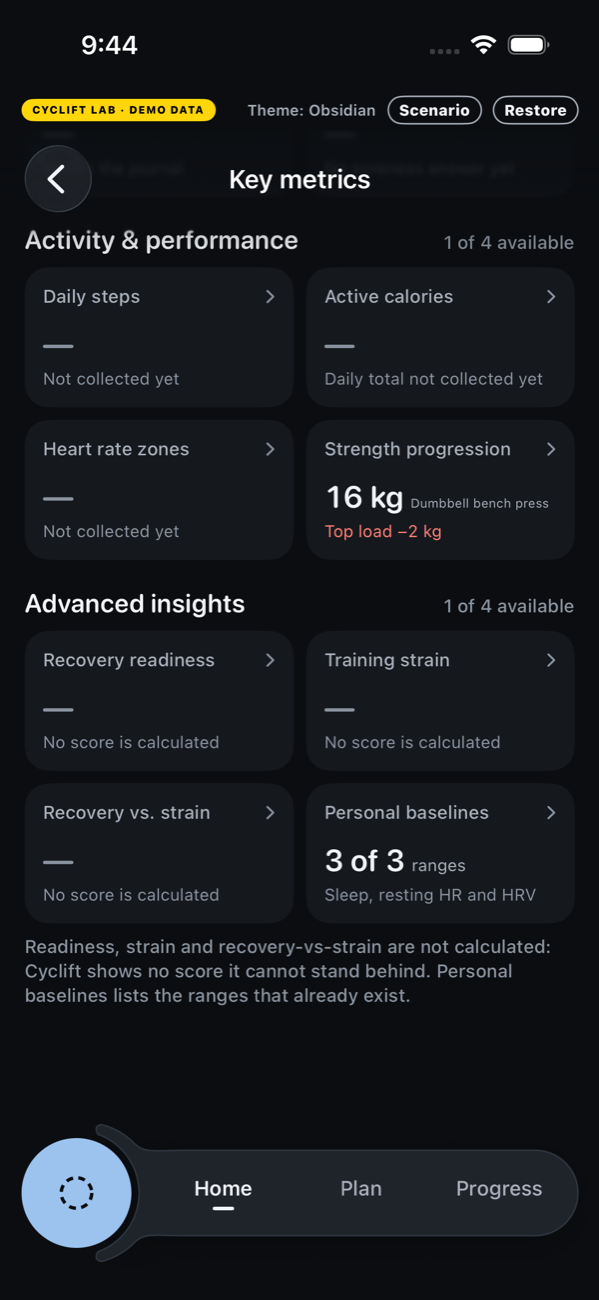 9:44
CYCLIFT LAB · DEMO DATA
Theme: Obsidian
Scenario
Restore
Key metrics
Activity & performance
1 of 4 available
Daily steps
—
Not collected yet
Active calories
—
Daily total not collected yet
Heart rate zones
—
Not collected yet
Strength progression
16 kg Dumbbell bench press
Top load −2 kg
Advanced insights
1 of 4 available
Recovery readiness
—
No score is calculated
Training strain
—
No score is calculated
Recovery vs. strain
—
No score is calculated
Personal baselines
3 of 3 ranges
Sleep, resting HR and HRV
Readiness, strain and recovery-vs-strain are not calculated:
Cyclift shows no score it cannot stand behind. Personal
baselines lists the ranges that already exist.
Home
Plan
Progress